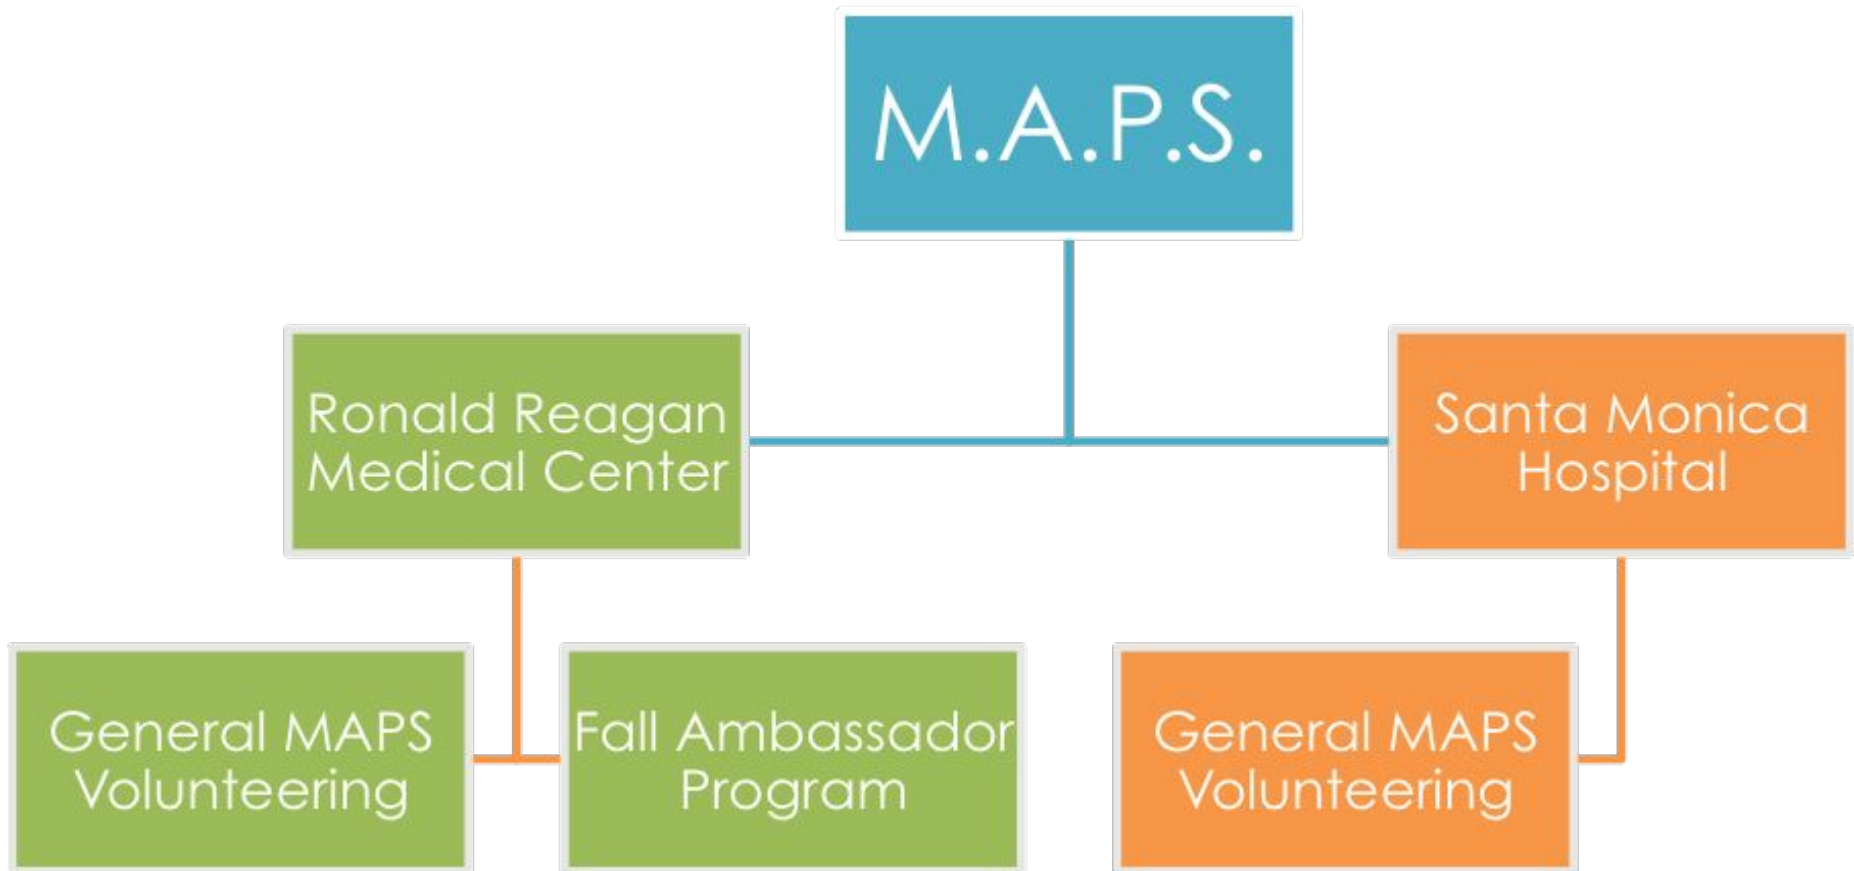 M.A.P.S.
Ronald Reagan
Medical Center
Santa Monica
Hospital
General MAPS
Volunteering
Fall Ambassador
Program
General MAPS
Volunteering